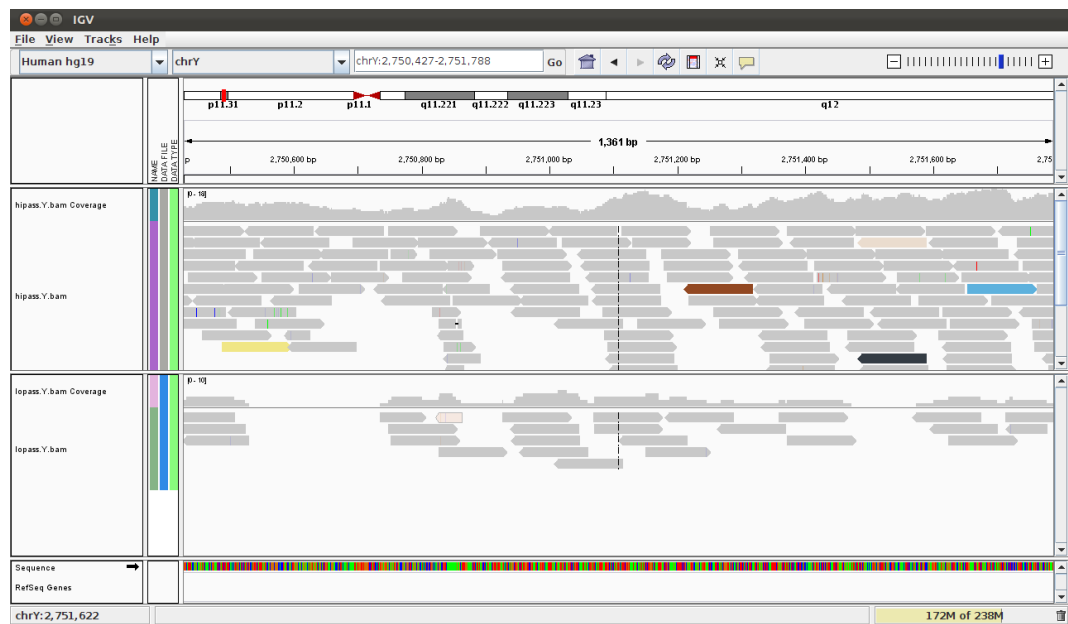 IGV
File View Tracks Help
Human hg19 chrY chrY:2,750,427-2,751,788 Go
p11.31 p11.2 p11.1 q11.221 q11.222 q11.223 q11.23 q12
1,361 bp
p 2,750,600 bp 2,750,800 bp 2,751,000 bp 2,751,200 bp 2,751,400 bp 2,751,600 bp 2,75
NAME
DATA FILE
DATA TYPE
[0 - 18]
hipass.Y.bam Coverage
hipass.Y.bam
[0 - 10]
lopass.Y.bam Coverage
lopass.Y.bam
Sequence
RefSeq Genes
chrY:2,751,622 172M of 238M